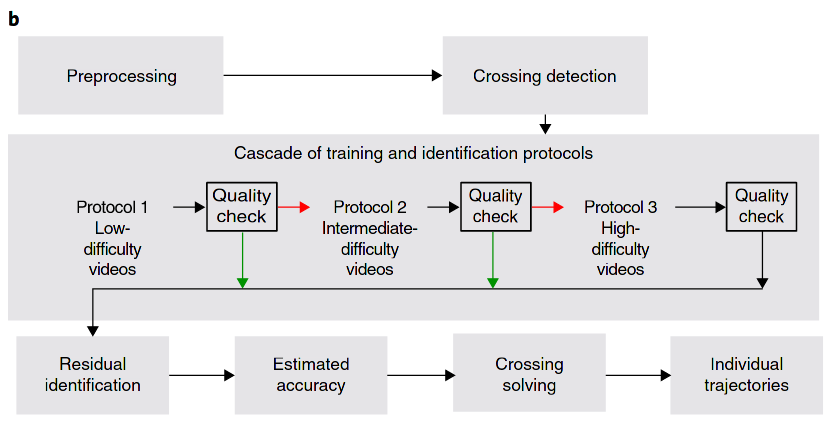 b
Preprocessing
Crossing detection
Cascade of training and identification protocols
Protocol 1
Low-
difficulty
videos
Quality
check
Protocol 2
Intermediate-
difficulty
videos
Quality
check
Protocol 3
High-
difficulty
videos
Quality
check
Residual
identification
Estimated
accuracy
Crossing
solving
Individual
trajectories